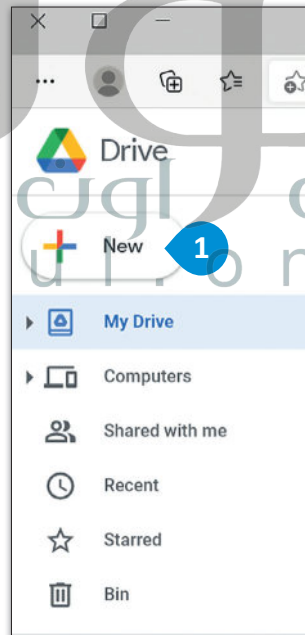 Drive
New
1
My Drive
Computers
Shared with me
Recent
Starred
Bin